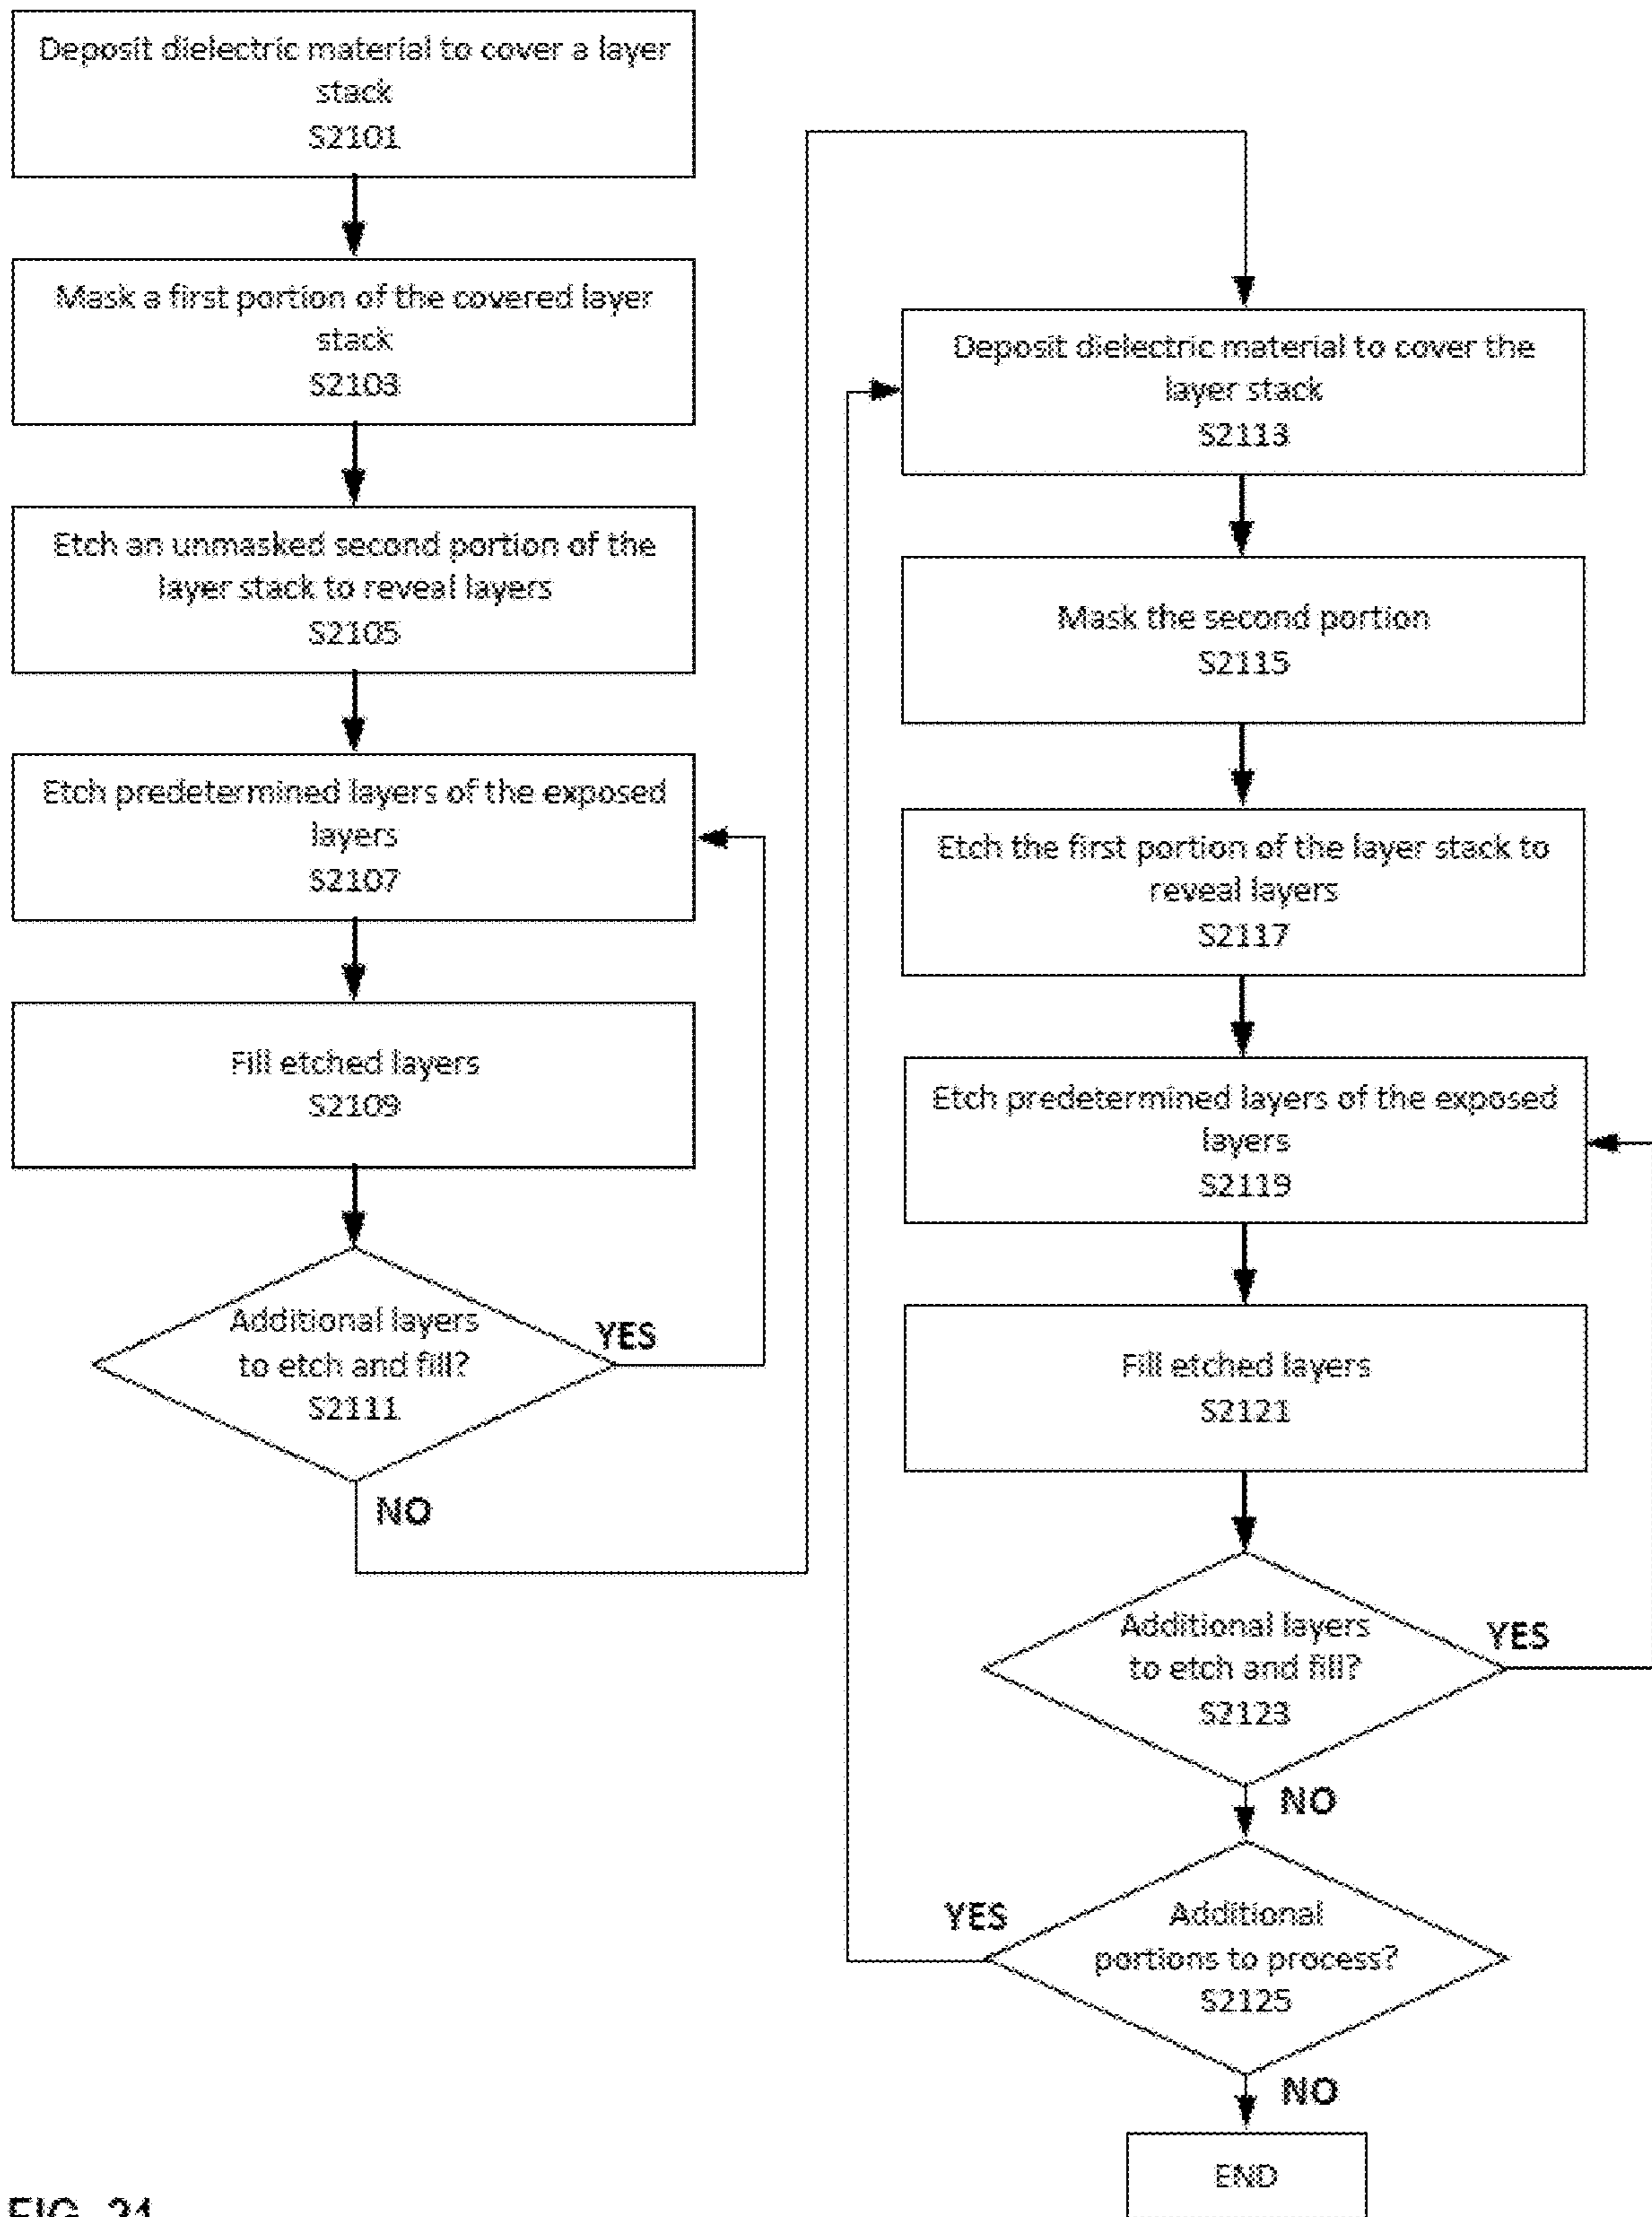 Deposit dielectric material to cover a layer
stack
S2101
Mask a first portion of the covered layer
stack
S2103
Etch an unmasked second portion of the
layer stack to reveal layers
S2105
Etch predetermined layers of the exposed
layers
S2107
Fill etched layers
S2109
Additional layers
to etch and fill?
S2111
YES
NO
Deposit dielectric material to cover the
layer stack
S2113
Mask the second portion
S2115
Etch the first portion of the layer stack to
reveal layers
S2117
Etch predetermined layers of the exposed
layers
S2119
Fill etched layers
S2121
Additional layers
to etch and fill?
S2123
YES
NO
Additional
portions to process?
S2125
YES
NO
END
FIG. 21